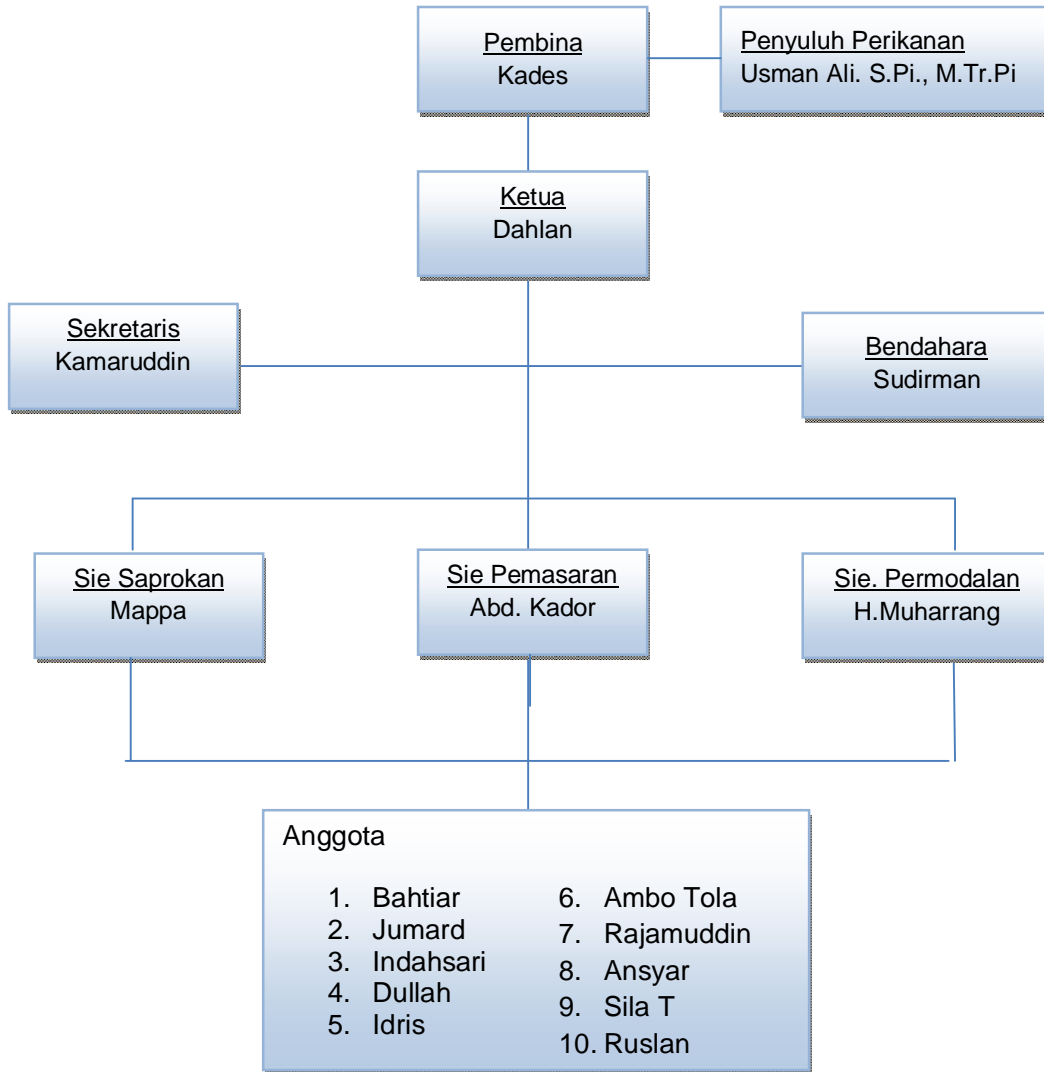 Pembina
Kades
Penyuluh Perikanan
Usman Ali. S.Pi., M.Tr.Pi
Ketua
Dahlan
Sekretaris
Kamaruddin
Bendahara
Sudirman
Sie Saprokan
Mappa
Sie Pemasaran
Abd. Kador
Sie. Permodalan
H.Muharrang
Anggota
1. Bahtiar
2. Jumard
3. Indahsari
4. Dullah
5. Idris
6. Ambo Tola
7. Rajamuddin
8. Ansyar
9. Sila T
10. Ruslan